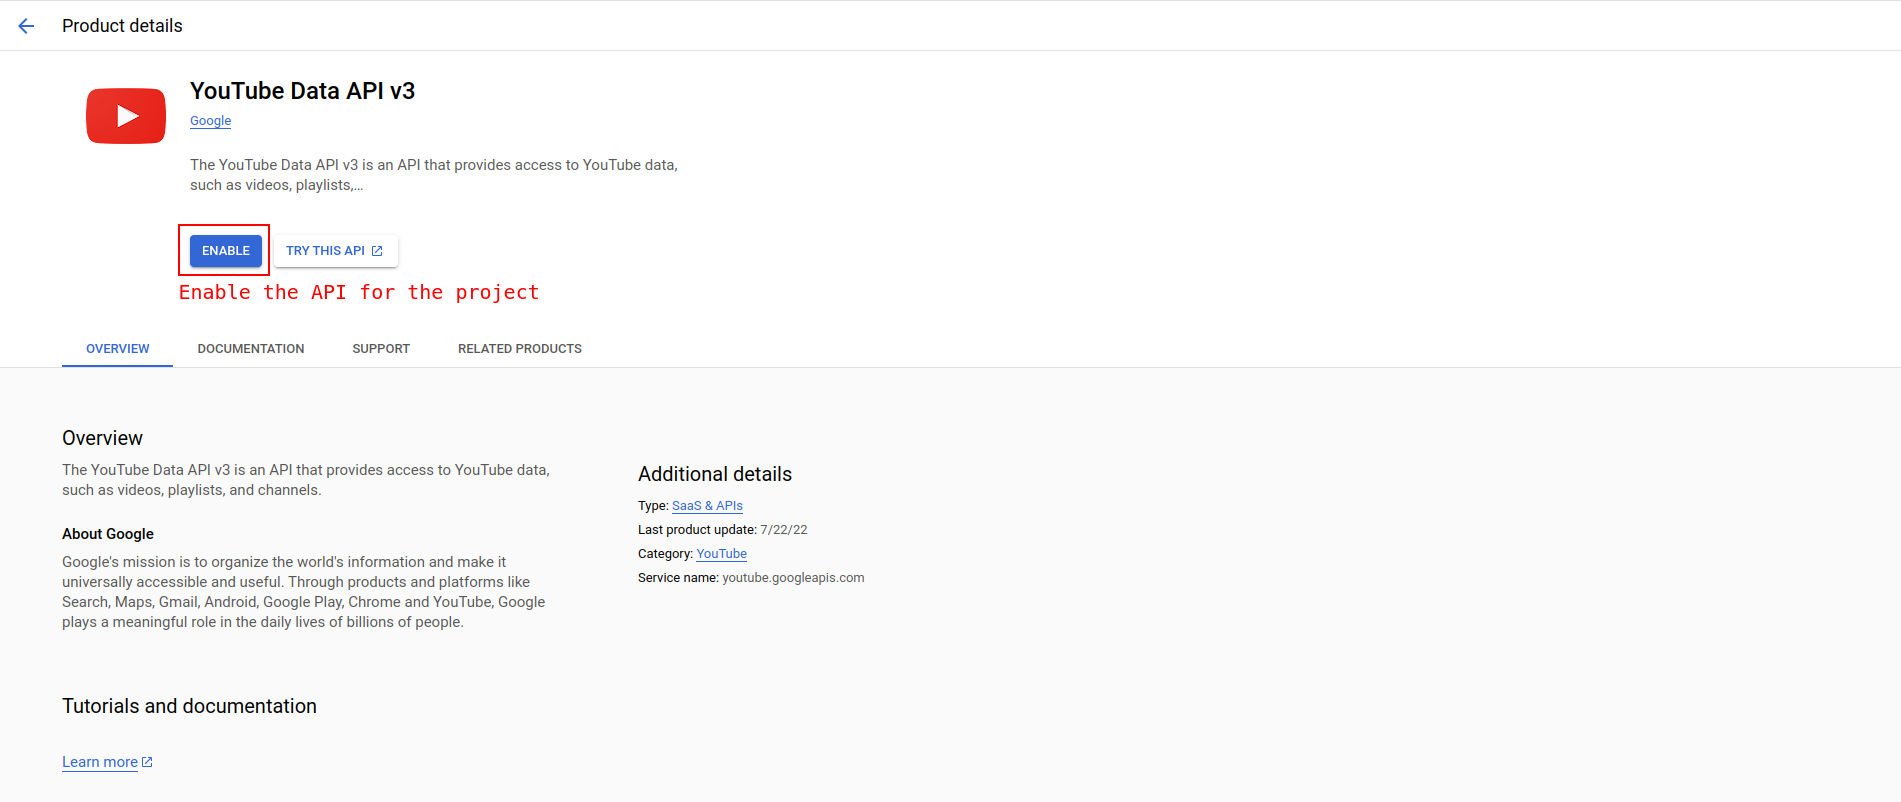 Product details
YouTube Data API v3
Google
The YouTube Data API v3 is an API that provides access to YouTube data,
such as videos, playlists,...
ENABLE
TRY THIS API
Enable the API for the project
OVERVIEW
DOCUMENTATION
SUPPORT
RELATED PRODUCTS
Overview
The YouTube Data API v3 is an API that provides access to YouTube data,
such as videos, playlists, and channels.
About Google
Google's mission is to organize the world's information and make it
universally accessible and useful. Through products and platforms like
Search, Maps, Gmail, Android, Google Play, Chrome and YouTube, Google
plays a meaningful role in the daily lives of billions of people.
Additional details
Type: SaaS & APIs
Last product update: 7/22/22
Category: YouTube
Service name: youtube.googleapis.com
Tutorials and documentation
Learn more